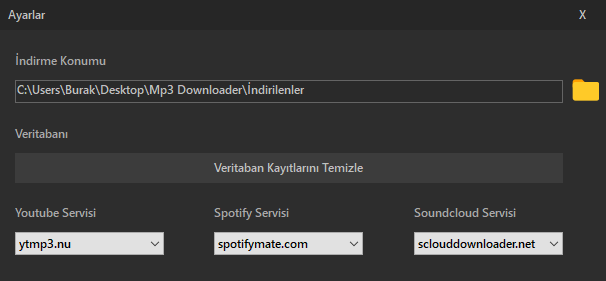 Ayarlar X
İndirme Konumu
C:\Users\Burak\Desktop\Mp3 Downloader\İndirilenler
Veritabanı
Veritaban Kayıtlarını Temizle
Youtube Servisi Spotify Servisi Soundcloud Servisi
ytmp3.nu spotifymate.com sclouddownloader.net